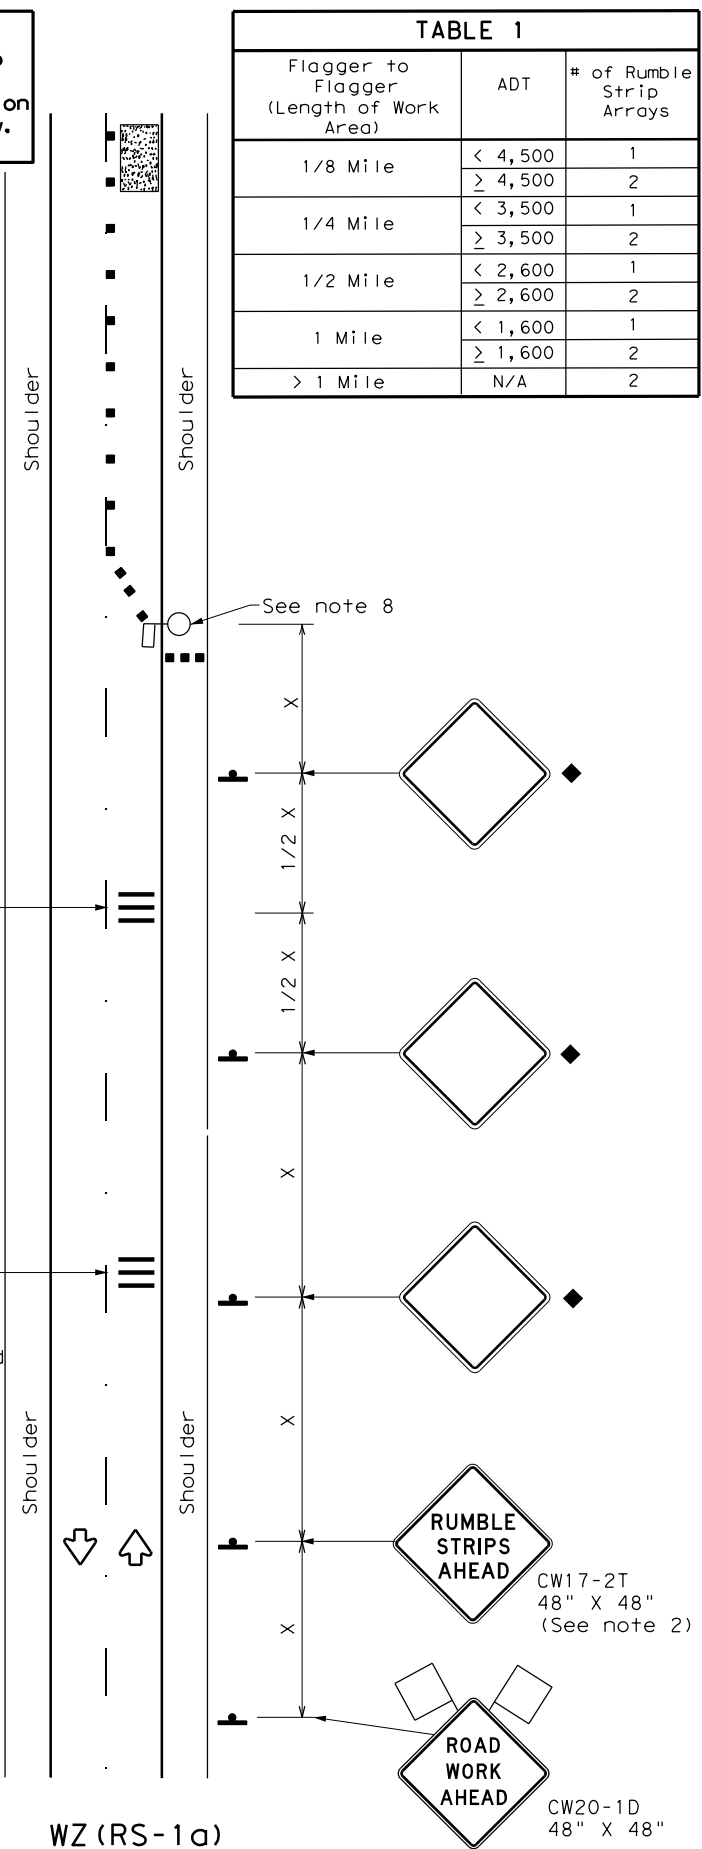 on
TABLE 1
Flagger to
Flagger
(Length of Work
Area)
ADT
# of Rumble
Strip
Arrays
1/8 Mile
< 4,500
1
≥ 4,500
2
1/4 Mile
< 3,500
1
≥ 3,500
2
1/2 Mile
< 2,600
1
≥ 2,600
2
1 Mile
< 1,600
1
≥ 1,600
2
> 1 Mile
N/A
2
Shoulder
Shoulder
See note 8
X
1/2 X
1/2 X
X
X
Shoulder
Shoulder
RUMBLE
STRIPS
AHEAD
CW17-2T
48" X 48"
(See note 2)
X
ROAD
WORK
AHEAD
CW20-1D
48" X 48"
WZ(RS-1a)